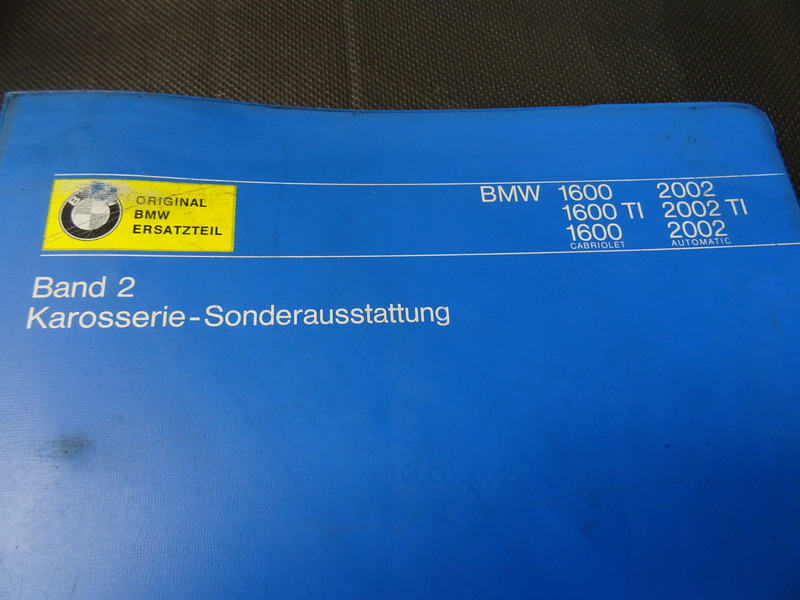 ORIGINAL
BMW
ERSATZTEIL
BMW 1600 2002
1600 TI 2002 TI
1600 2002
CABRIOLET AUTOMATIC
Band 2
Karosserie-Sonderausstattung